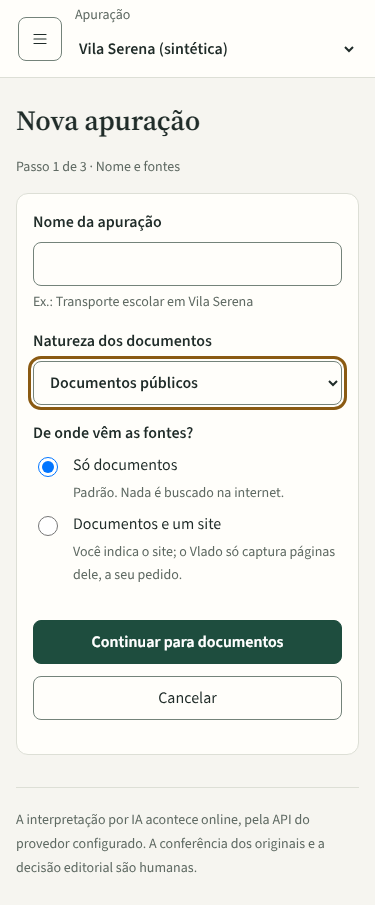 Apuração
Vila Serena (sintética)
Nova apuração
Passo 1 de 3 · Nome e fontes
Nome da apuração
Ex.: Transporte escolar em Vila Serena
Natureza dos documentos
Documentos públicos
De onde vêm as fontes?
Só documentos
Padrão. Nada é buscado na internet.
Documentos e um site
Você indica o site; o Vlado só captura páginas
dele, a seu pedido.
Continuar para documentos
Cancelar
A interpretação por IA acontece online, pela API do
provedor configurado. A conferência dos originais e a
decisão editorial são humanas.